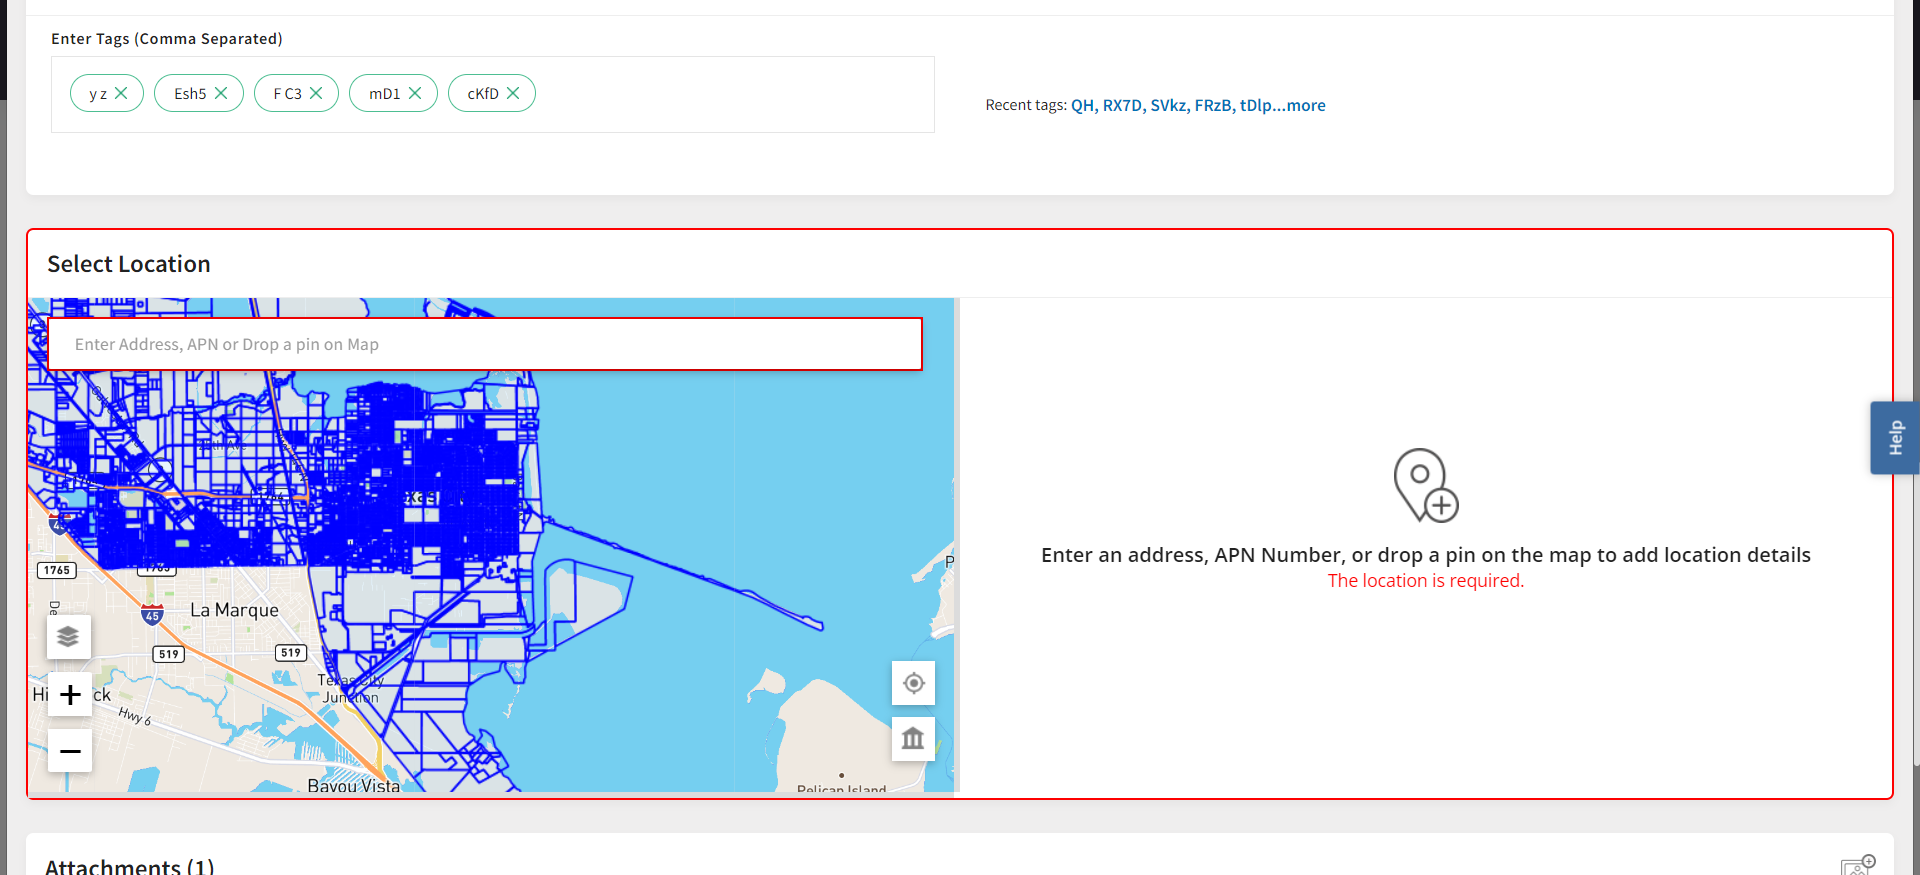 Enter Tags (Comma Separated)
y z
Esh5
F C3
mD1
cKfD
Recent tags: QH, RX7D, SVkz, FRzB, tDlp...more
Select Location
Enter Address, APN or Drop a pin on Map
1765
1765
La Marque
45
519
519
Texas City
Junction
Hwy 6
Bayou Vista
Pelican Island
Enter an address, APN Number, or drop a pin on the map to add location details
The location is required.
Help
Attachments (1)